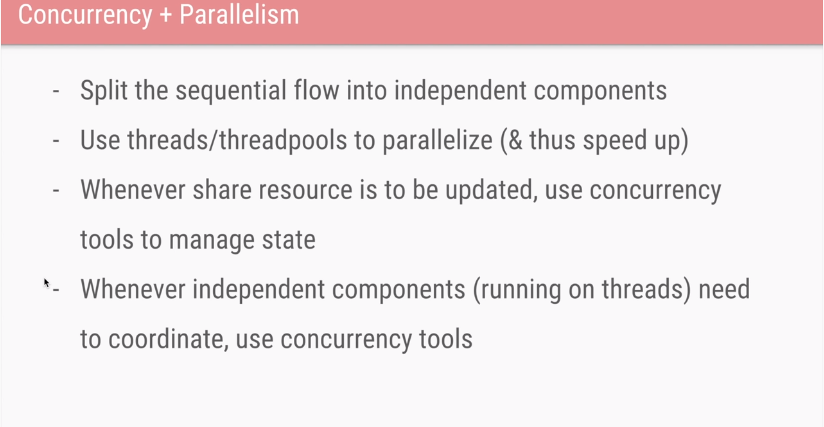 Concurrency + Parallelism
- Split the sequential flow into independent components
- Use threads/threadpools to parallelize (& thus speed up)
- Whenever share resource is to be updated, use concurrency
tools to manage state
- Whenever independent components (running on threads) need
to coordinate, use concurrency tools